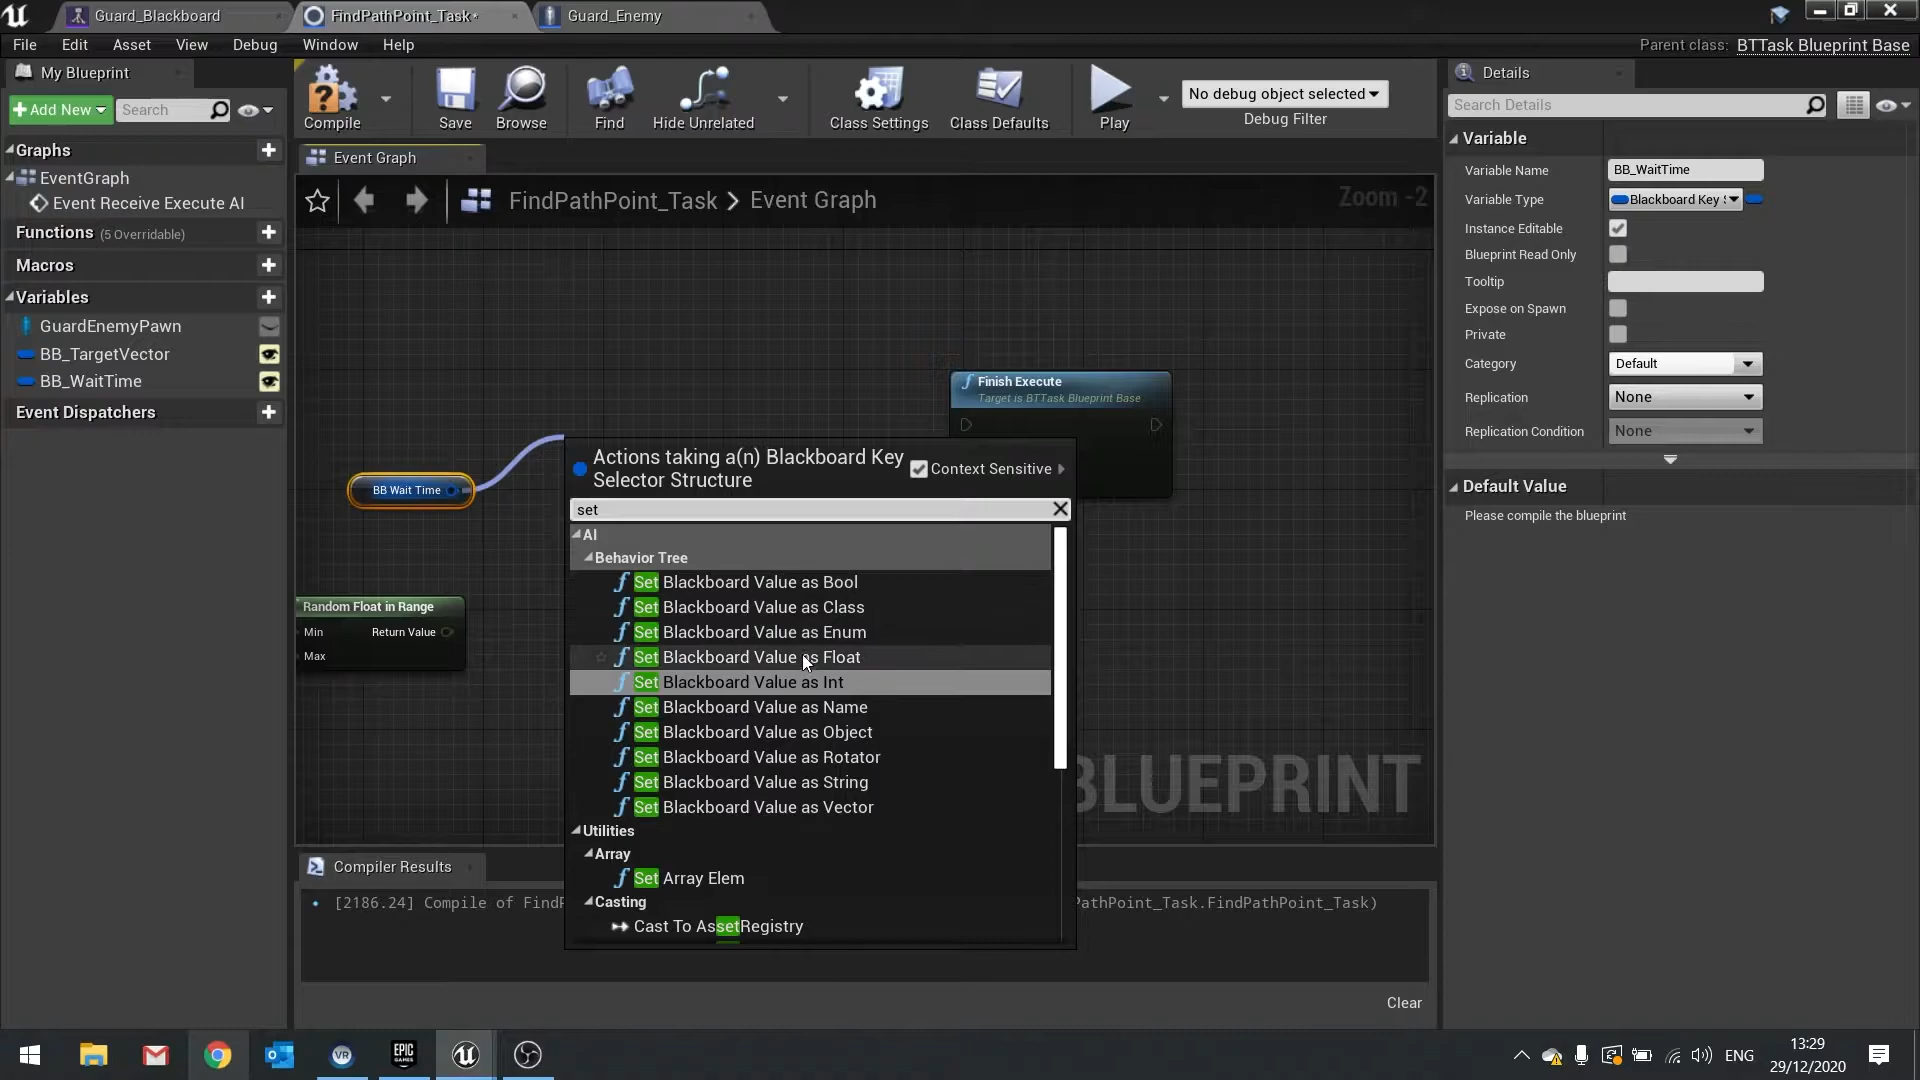 Guard_Blackboard
FindPathPoint_Task*
Guard_Enemy
File Edit Asset View Debug Window Help
Parent class: BTTask Blueprint Base
My Blueprint
Add New
Search
Graphs
EventGraph
Event Receive Execute AI
Functions (5 Overridable)
Macros
Variables
GuardEnemyPawn
BB_TargetVector
BB_WaitTime
Event Dispatchers
Compile
Save
Browse
Find
Hide Unrelated
Class Settings
Class Defaults
Play
No debug object selected
Debug Filter
Event Graph
FindPathPoint_Task > Event Graph
Zoom -2
Finish Execute
Target is BTTask Blueprint Base
BB Wait Time
Random Float in Range
Min Return Value
Max
Actions taking a(n) Blackboard Key
Selector Structure
Context Sensitive
set
AI
Behavior Tree
Set Blackboard Value as Bool
Set Blackboard Value as Class
Set Blackboard Value as Enum
Set Blackboard Value as Float
Set Blackboard Value as Int
Set Blackboard Value as Name
Set Blackboard Value as Object
Set Blackboard Value as Rotator
Set Blackboard Value as String
Set Blackboard Value as Vector
Utilities
Array
Set Array Elem
Casting
Cast To AssetRegistry
BLUEPRINT
Compiler Results
[2186.24] Compile of FindP
PathPoint_Task.FindPathPoint_Task)
Clear
Details
Search Details
Variable
Variable Name BB_WaitTime
Variable Type Blackboard Key S
Instance Editable
Blueprint Read Only
Tooltip
Expose on Spawn
Private
Category Default
Replication None
Replication Condition None
Default Value
Please compile the blueprint
VR
EPIC
GAMES
ENG
13:29
29/12/2020